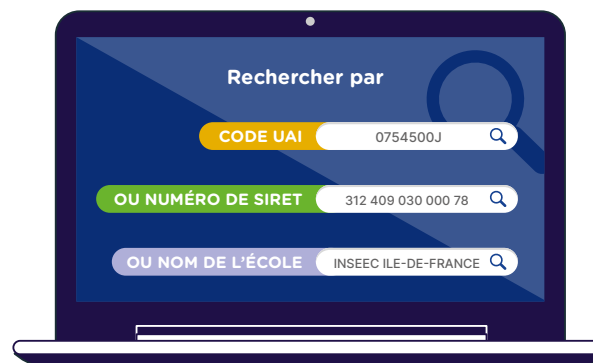 Rechercher par
CODE UAI 0754500J
OU NUMÉRO DE SIRET 312 409 030 000 78
OU NOM DE L'ÉCOLE INSEEC ILE-DE-FRANCE